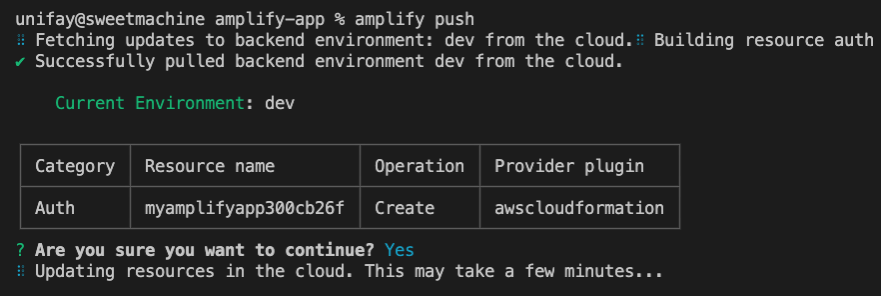 unifay@sweetmachine amplify-app % amplify push
⠿ Fetching updates to backend environment: dev from the cloud.⠿ Building resource auth
✔ Successfully pulled backend environment dev from the cloud.
Current Environment: dev
Category Resource name Operation Provider plugin
Auth myamplifyapp300cb26f Create awscloudformation
? Are you sure you want to continue? Yes
⠿ Updating resources in the cloud. This may take a few minutes...